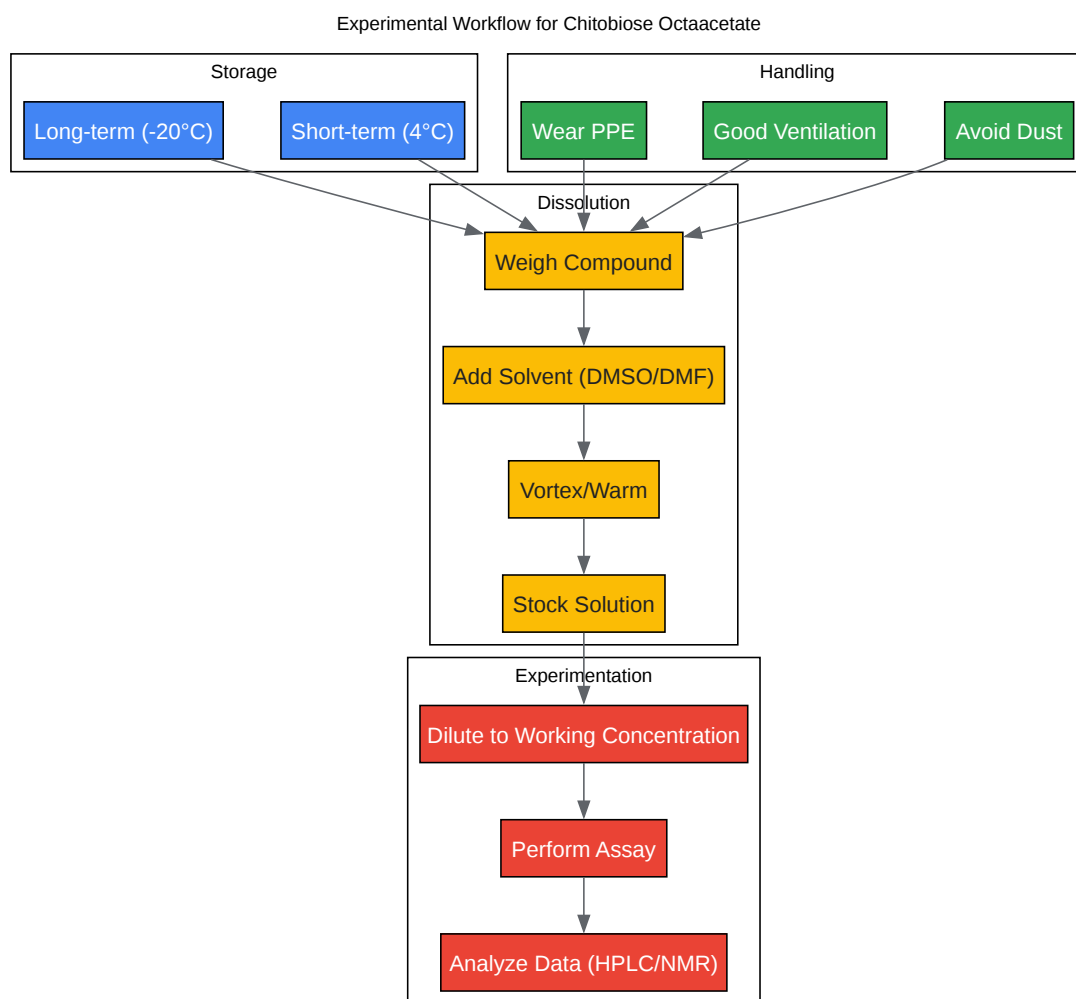 Experimental Workflow for Chitobiose Octaacetate
Storage
Handling
Long-term (-20°C)
Short-term (4°C)
Wear PPE
Good Ventilation
Avoid Dust
Dissolution
Weigh Compound
Add Solvent (DMSO/DMF)
Vortex/Warm
Stock Solution
Experimentation
Dilute to Working Concentration
Perform Assay
Analyze Data (HPLC/NMR)